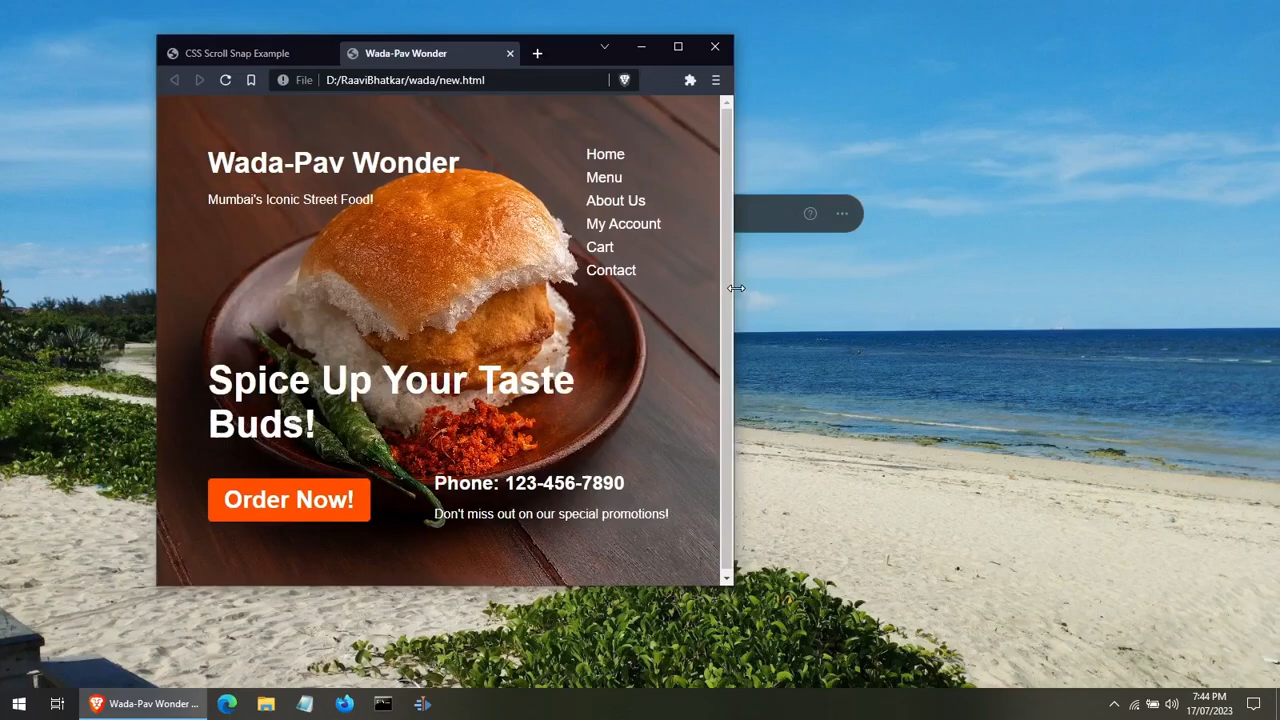 CSS Scroll Snap Example
Wada-Pav Wonder
File
D:/RaaviBhatkar/wada/new.html
Wada-Pav Wonder
Mumbai's Iconic Street Food!
Home
Menu
About Us
My Account
Cart
Contact
Spice Up Your Taste
Buds!
Order Now!
Phone: 123-456-7890
Don't miss out on our special promotions!
Wada-Pav Wonder ...
7:44 PM
17/07/2023